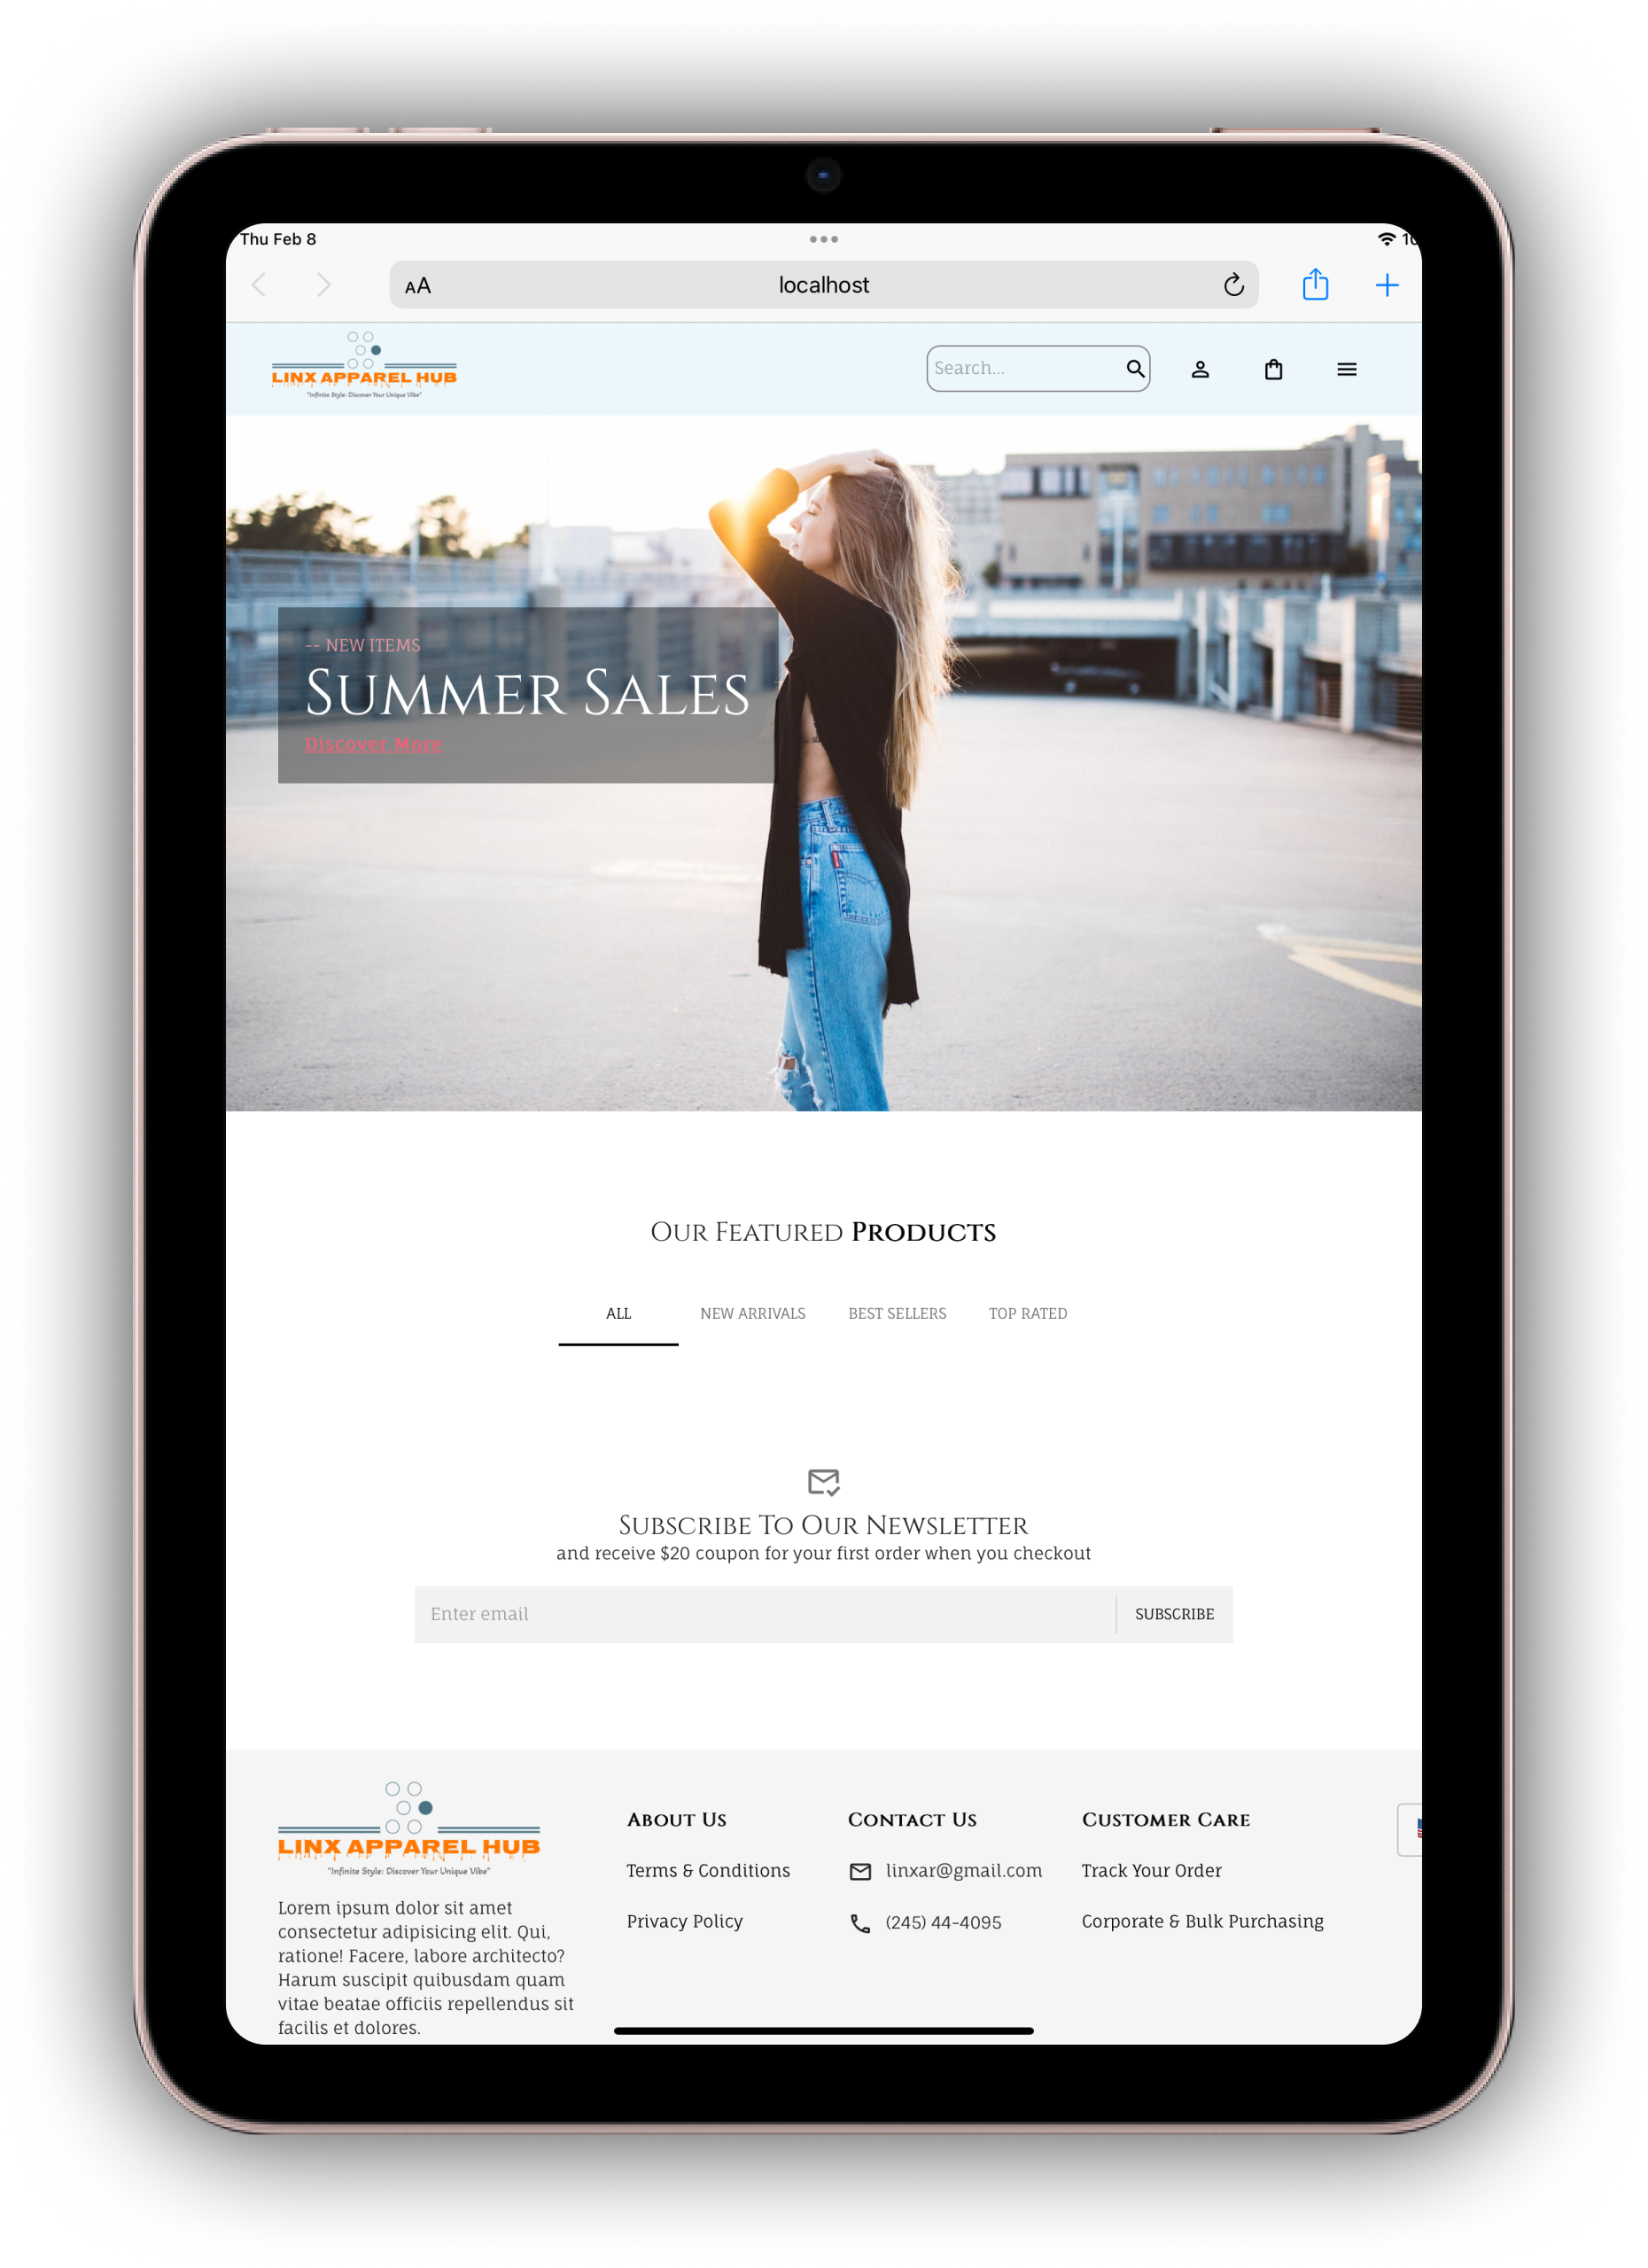 Thu Feb 8
AA
localhost
LINX APPAREL HUB
"Infinite Style: Discover Your Unique Vibe"
Search...
-- NEW ITEMS
SUMMER SALES
Discover More
OUR FEATURED PRODUCTS
ALL NEW ARRIVALS BEST SELLERS TOP RATED
SUBSCRIBE TO OUR NEWSLETTER
and receive $20 coupon for your first order when you checkout
Enter email SUBSCRIBE
LINX APPAREL HUB
"Infinite Style: Discover Your Unique Vibe"
Lorem ipsum dolor sit amet
consectetur adipisicing elit. Qui,
ratione! Facere, labore architecto?
Harum suscipit quibusdam quam
vitae beatae officiis repellendus sit
facilis et dolores.
ABOUT US
Terms & Conditions
Privacy Policy
CONTACT US
linxar@gmail.com
(245) 44-4095
CUSTOMER CARE
Track Your Order
Corporate & Bulk Purchasing